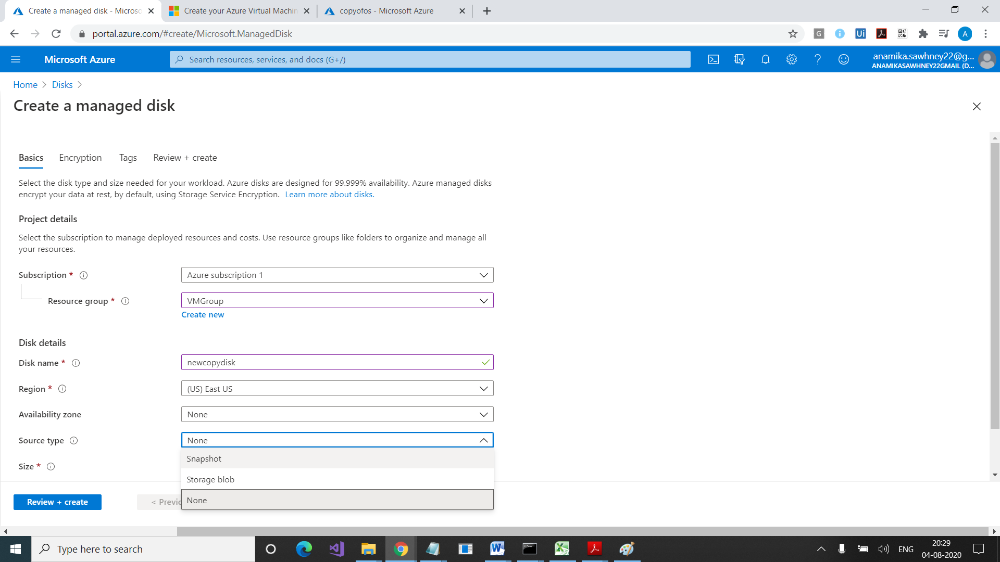 Create a managed disk - Microso
Create your Azure Virtual Machin
copyofos - Microsoft Azure
portal.azure.com/#create/Microsoft.ManagedDisk
G
i
Ui
A
Microsoft Azure
Search resources, services, and docs (G+/)
anamika.sawhney22@g...
ANAMIKASAWHNEY22GMAIL (D...
Home > Disks >
Create a managed disk
Basics Encryption Tags Review + create
Select the disk type and size needed for your workload. Azure disks are designed for 99.999% availability. Azure managed disks
encrypt your data at rest, by default, using Storage Service Encryption. Learn more about disks.
Project details
Select the subscription to manage deployed resources and costs. Use resource groups like folders to organize and manage all
your resources.
Subscription * Azure subscription 1
Resource group * VMGroup
Create new
Disk details
Disk name * newcopydisk
Region * (US) East US
Availability zone None
Source type None
Snapshot
Size *
Storage blob
None
Review + create
< Previo
Type here to search
ENG
20:29
04-08-2020